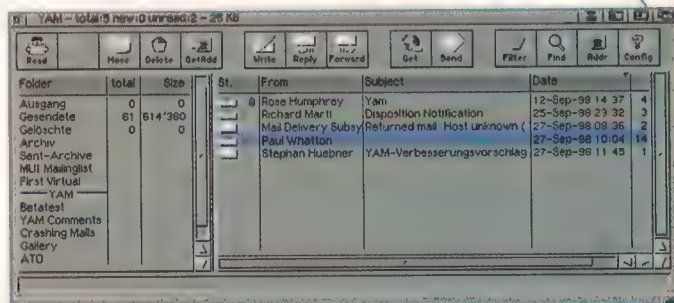 YAM - total:5 new:0 unread:2 - 25 KB
Read Move Delete GetAdd Write Reply Forward Get Send Filter Find Addr Config
Folder total Size
Ausgang 0 0
Gesendete 61 614'360
Gelöschte 0 0
Archiv
Sent-Archive
MUI Mailinglist
First Virtual
YAM
Betatest
YAM Comments
Crashing Mails
Gallery
ATO
St. From Subject Date
Rose Humphrey Yam 12-Sep-98 14 37 4
Richard Marti Disposition Notification 25-Sep-98 23 32 3
Mail Delivery Subsy Returned mail Host unknown ( 27-Sep-98 09 36 2
Paul Whatton 27-Sep-98 10:04 14
Stephan Huebner YAM-Verbesserungsvorschlag 27-Sep-98 11 45 1